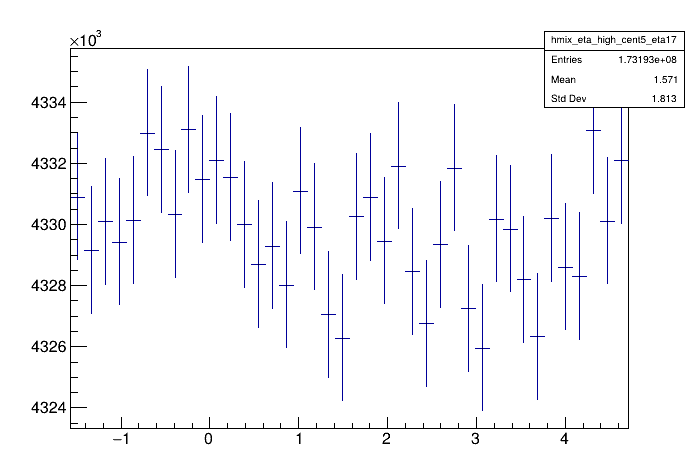 ×10³
hmix_eta_high_cent5_eta17
Entries 1.73193e+08
Mean 1.571
Std Dev 1.813
4334
4332
4330
4328
4326
4324
−1 0 1 2 3 4